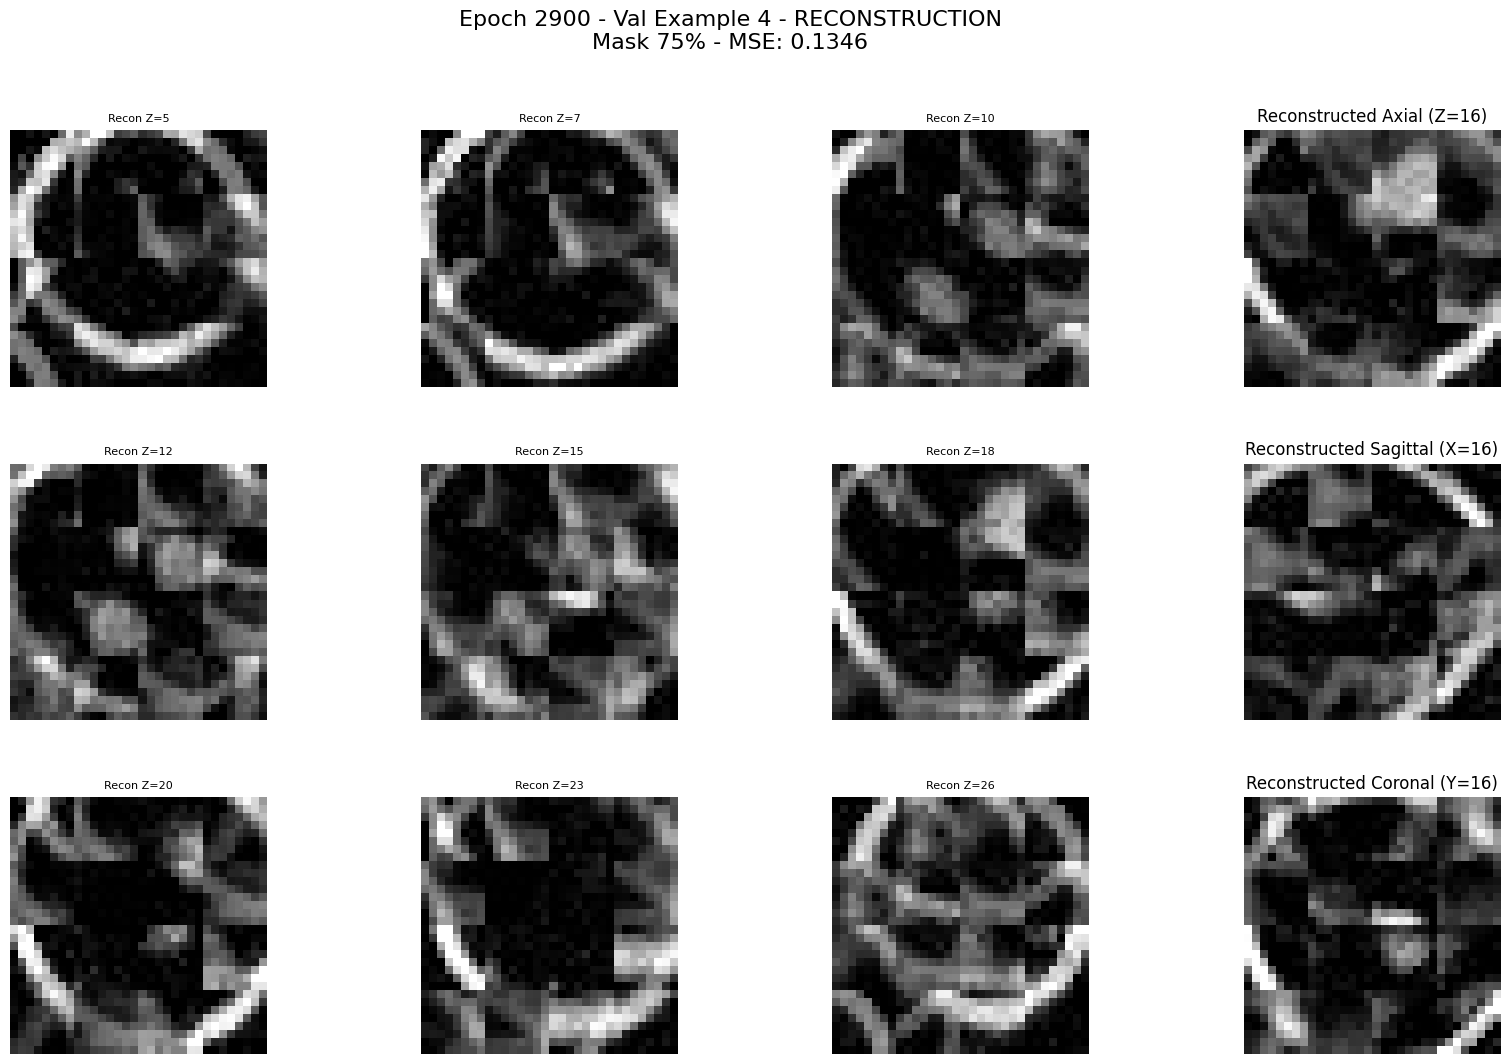 Epoch 2900 - Val Example 4 - RECONSTRUCTION
Mask 75% - MSE: 0.1346
Recon Z=5
Recon Z=7
Recon Z=10
Reconstructed Axial (Z=16)
Recon Z=12
Recon Z=15
Recon Z=18
Reconstructed Sagittal (X=16)
Recon Z=20
Recon Z=23
Recon Z=26
Reconstructed Coronal (Y=16)